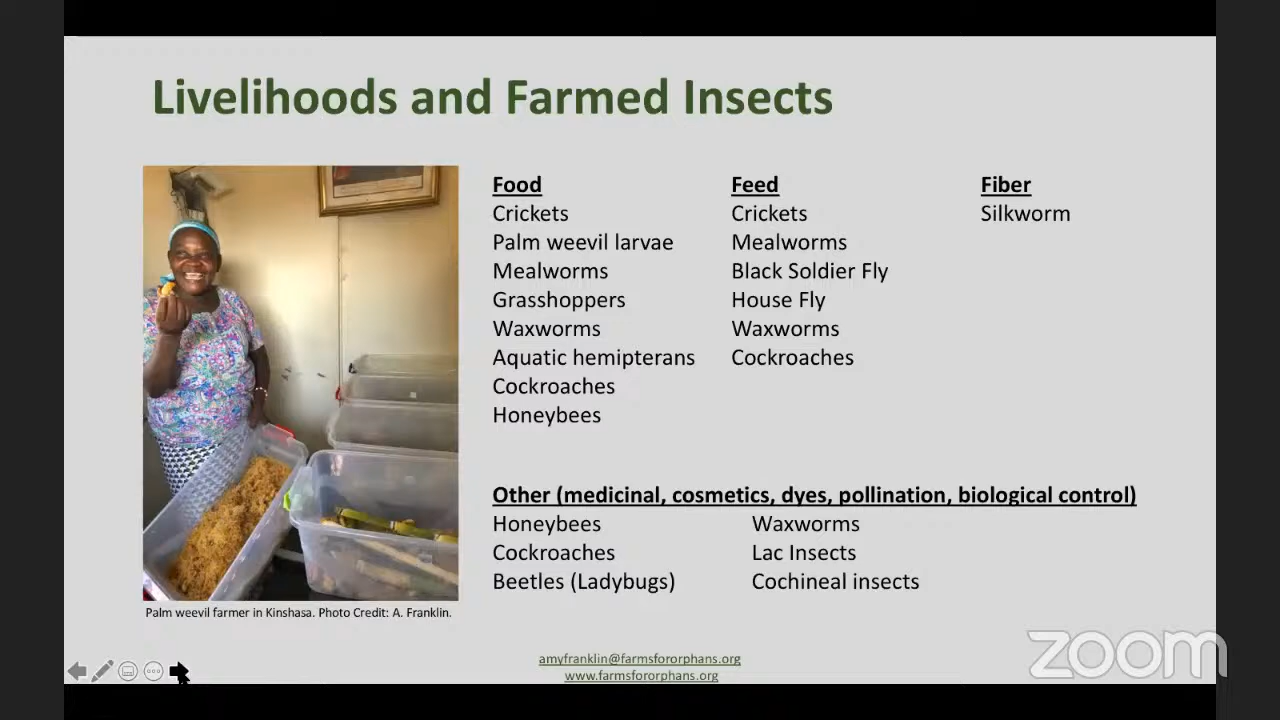 Livelihoods and Farmed Insects
Food
Crickets
Palm weevil larvae
Mealworms
Grasshoppers
Waxworms
Aquatic hemipterans
Cockroaches
Honeybees
Feed
Crickets
Mealworms
Black Soldier Fly
House Fly
Waxworms
Cockroaches
Fiber
Silkworm
Other (medicinal, cosmetics, dyes, pollination, biological control)
Honeybees
Cockroaches
Beetles (Ladybugs)
Waxworms
Lac Insects
Cochineal insects
Palm weevil farmer in Kinshasa. Photo Credit: A. Franklin.
amyfranklin@farmsfororphans.org
www.farmsfororphans.org
zoom